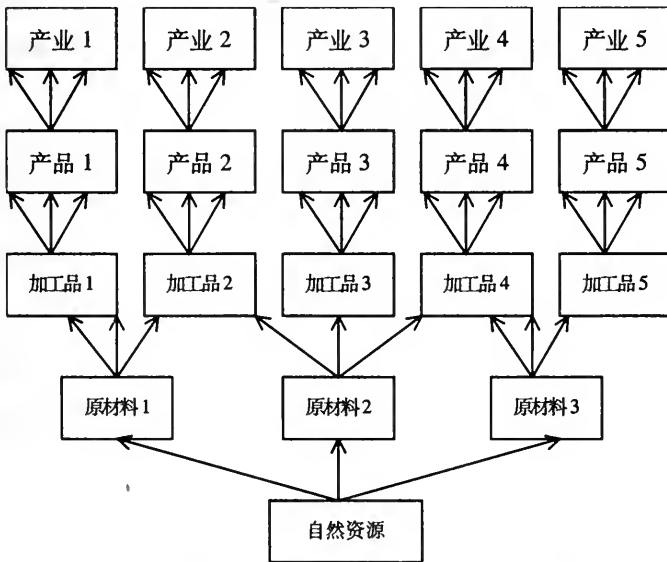 产业 1 产业 2 产业 3 产业 4 产业 5
产品 1 产品 2 产品 3 产品 4 产品 5
加工品 1 加工品 2 加工品 3 加工品 4 加工品 5
原材料 1 原材料 2 原材料 3
自然资源